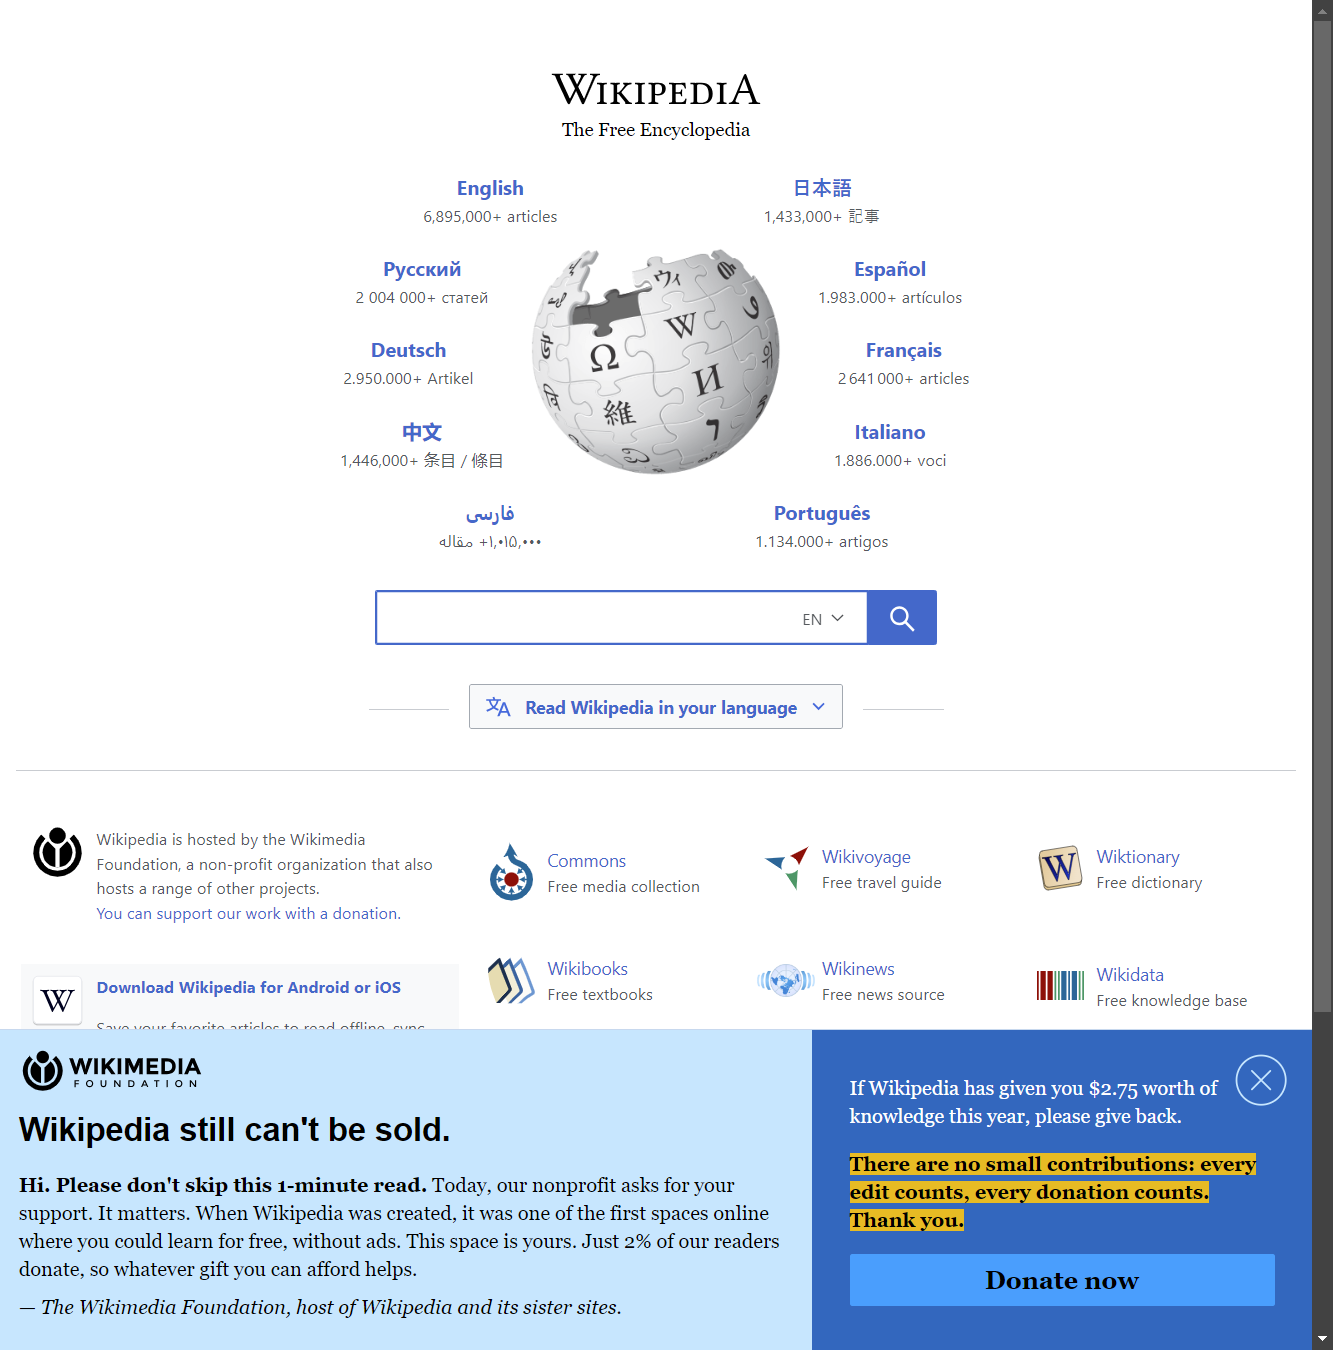 WIKIPEDIA
The Free Encyclopedia
English
6,895,000+ articles
日本語
1,433,000+ 記事
Русский
2 004 000+ статей
Español
1.983.000+ artículos
Deutsch
2.950.000+ Artikel
Français
2 641 000+ articles
中文
1,446,000+ 条目 / 條目
Italiano
1.886.000+ voci
فارسی
۱٬۰۱۵٬۰۰۰+ مقاله
Português
1.134.000+ artigos
Ω
W
И
維
ウィ
EN
Read Wikipedia in your language
Wikipedia is hosted by the Wikimedia
Foundation, a non-profit organization that also
hosts a range of other projects.
You can support our work with a donation.
W
Download Wikipedia for Android or iOS
Save your favorite articles to read offline, sync
Commons
Free media collection
Wikivoyage
Free travel guide
W
Wiktionary
Free dictionary
Wikibooks
Free textbooks
Wikinews
Free news source
Wikidata
Free knowledge base
WIKIMEDIA
FOUNDATION
Wikipedia still can't be sold.
Hi. Please don't skip this 1-minute read. Today, our nonprofit asks for your
support. It matters. When Wikipedia was created, it was one of the first spaces online
where you could learn for free, without ads. This space is yours. Just 2% of our readers
donate, so whatever gift you can afford helps.
— The Wikimedia Foundation, host of Wikipedia and its sister sites.
If Wikipedia has given you $2.75 worth of
knowledge this year, please give back.
There are no small contributions: every
edit counts, every donation counts.
Thank you.
Donate now